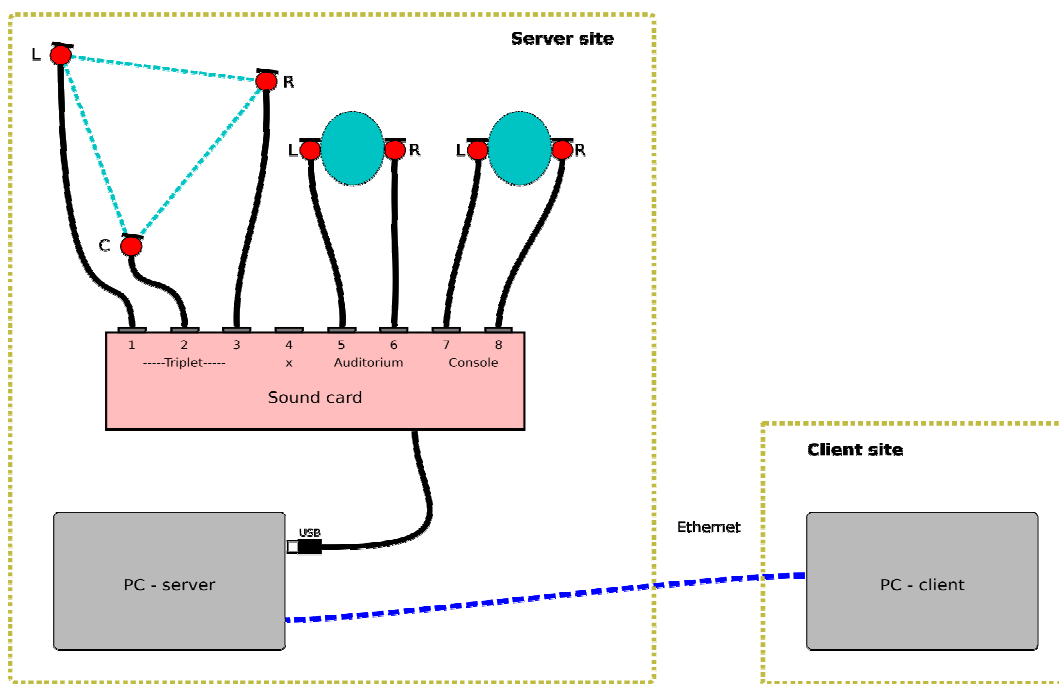 Server site
L
R
L
R
L
R
C
1 2 3 4 5 6 7 8
-----Triplet----- x Auditorium Console
Sound card
Client site
Ethernet
USB
PC - server
PC - client